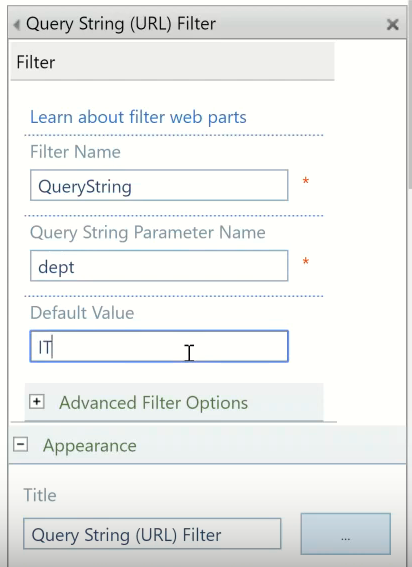 Query String (URL) Filter
Filter
Learn about filter web parts
Filter Name
QueryString *
Query String Parameter Name
dept *
Default Value
IT
Advanced Filter Options
Appearance
Title
Query String (URL) Filter ...